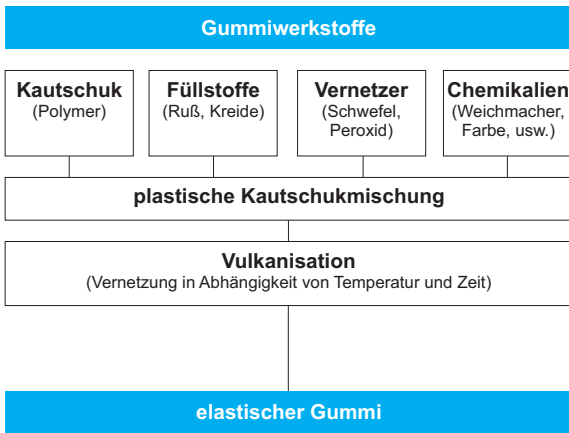 Gummiwerkstoffe
Kautschuk
(Polymer)
Füllstoffe
(Ruß, Kreide)
Vernetzer
(Schwefel,
Peroxid)
Chemikalien
(Weichmacher,
Farbe, usw.)
plastische Kautschukmischung
Vulkanisation
(Vernetzung in Abhängigkeit von Temperatur und Zeit)
elastischer Gummi